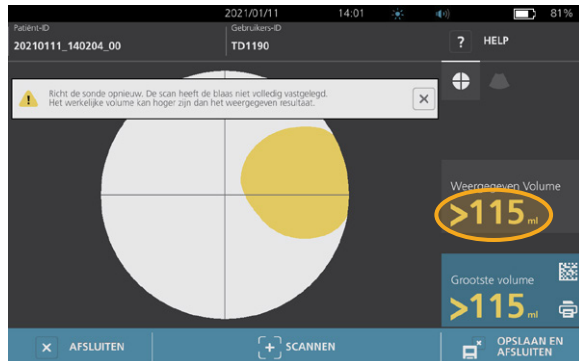 2021/01/11 14:01 81%
Patiënt-ID
20210111_140204_00
Gebruikers-ID
TD1190
? HELP
Richt de sonde opnieuw. De scan heeft de blaas niet volledig vastgelegd.
Het werkelijke volume kan hoger zijn dan het weergegeven resultaat.
Weergegeven Volume
>115 ml
Grootste volume
>115 ml
AFSLUITEN
SCANNEN
OPSLAAN EN
AFSLUITEN